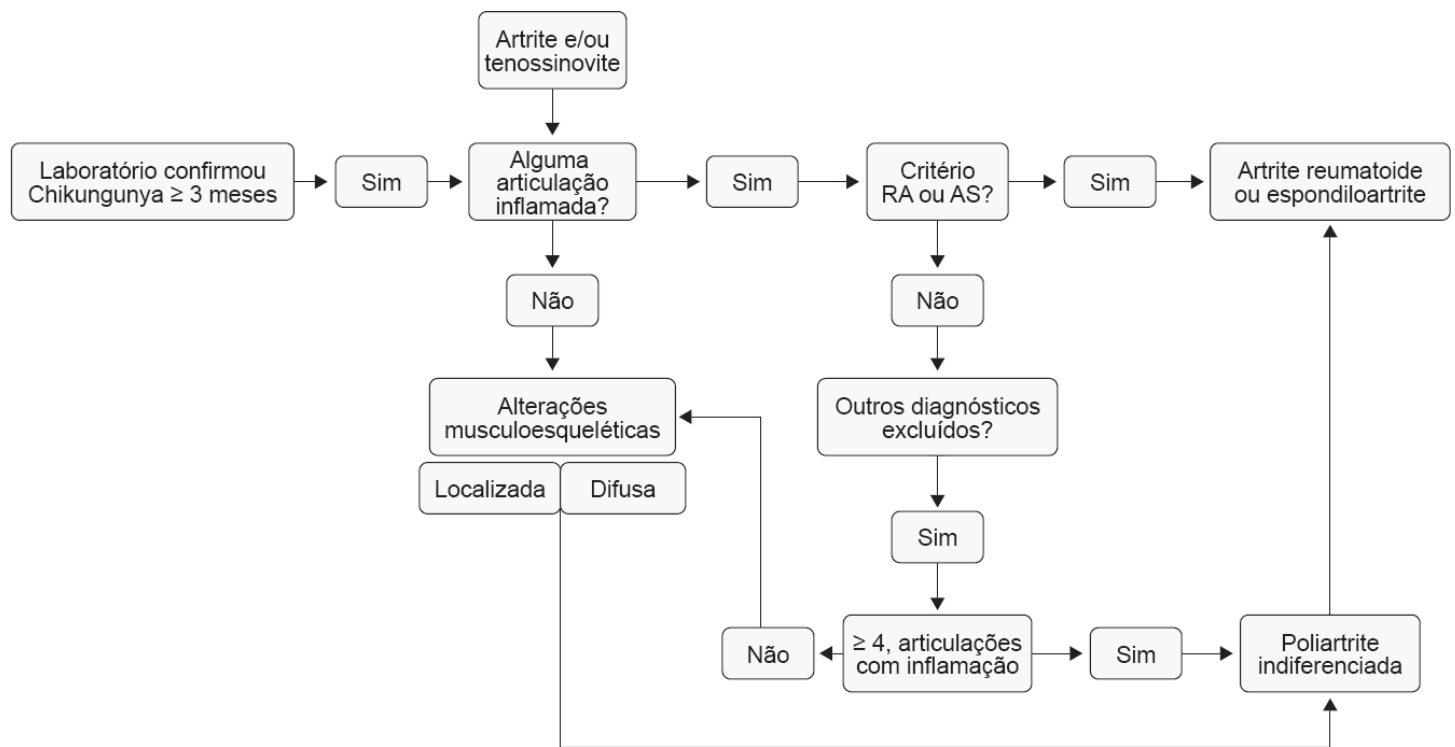 Artrite e/ou
tenossinovite
Laboratório confirmou
Chikungunya ≥ 3 meses
Sim
Alguma
articulação
inflamada?
Sim
Critério
RA ou AS?
Sim
Artrite reumatoide
ou espondiloartrite
Não
Não
Alterações
musculoesqueléticas
Localizada
Difusa
Outros diagnósticos
excluídos?
Sim
Não
≥ 4, articulações
com inflamação
Sim
Poliartrite
indiferenciada